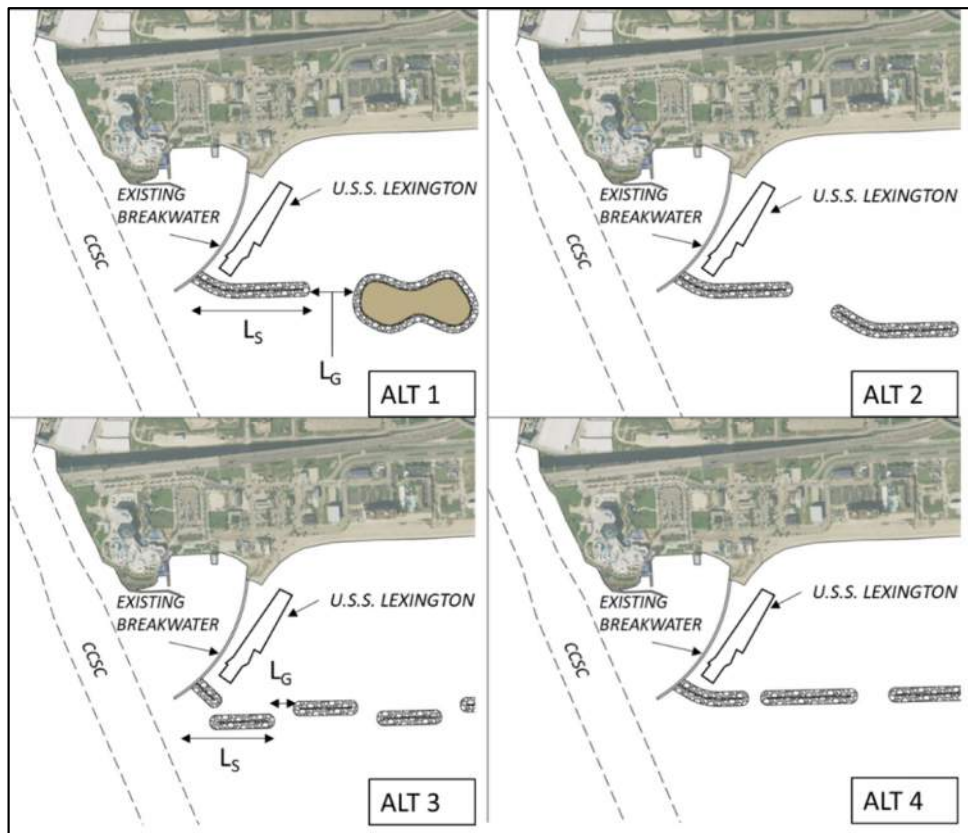 EXISTING
BREAKWATER
U.S.S. LEXINGTON
CCSC
LS
LG
ALT 1
EXISTING
BREAKWATER
U.S.S. LEXINGTON
CCSC
ALT 2
EXISTING
BREAKWATER
U.S.S. LEXINGTON
CCSC
LG
LS
ALT 3
EXISTING
BREAKWATER
U.S.S. LEXINGTON
CCSC
ALT 4